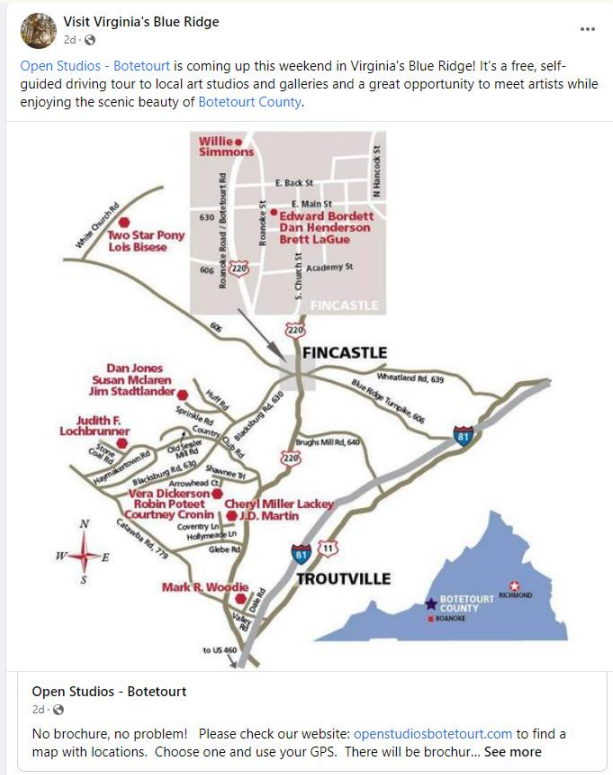 Visit Virginia's Blue Ridge
2d ·
Open Studios - Botetourt is coming up this weekend in Virginia's Blue Ridge! It's a free, self-
guided driving tour to local art studios and galleries and a great opportunity to meet artists while
enjoying the scenic beauty of Botetourt County.
Willie
Simmons
N Hancock St
E. Back St
E. Main St
Roanoke Road / Botetourt Rd
630
Roanoke St
Edward Bordett
Dan Henderson
Brett LaGue
606
220
S. Church St
Academy St
FINCASTLE
White Church Rd
Two Star Pony
Lois Bisese
606
220
FINCASTLE
Wheatland Rd, 639
Blue Ridge Turnpike, 606
Dan Jones
Susan Mclaren
Jim Stadtlander
Huff Rd
Sprinkle Rd
Blacksburg Rd, 630
Country Club Rd
81
Judith F.
Lochbrunner
Stone
Coal Rd
Old Sessler
Mill Rd
Brughs Mill Rd, 640
220
Haymakertown Rd
Blacksburg Rd, 630
Shawnee Trl
Arrowhead Ct
Vera Dickerson
Robin Poteet
Courtney Cronin
Cheryl Miller Lackey
J.D. Martin
Coventry Ln
Hollymeade Ln
Glebe Rd
Catawba Rd, 779
N
W
E
S
81
11
TROUTVILLE
Mark R. Woodie
Dale Rd
Valley
Rd
to US 460
BOTETOURT
COUNTY
RICHMOND
ROANOKE
Open Studios - Botetourt
2d ·
No brochure, no problem! Please check our website: openstudiosbotetourt.com to find a
map with locations. Choose one and use your GPS. There will be brochur... See more